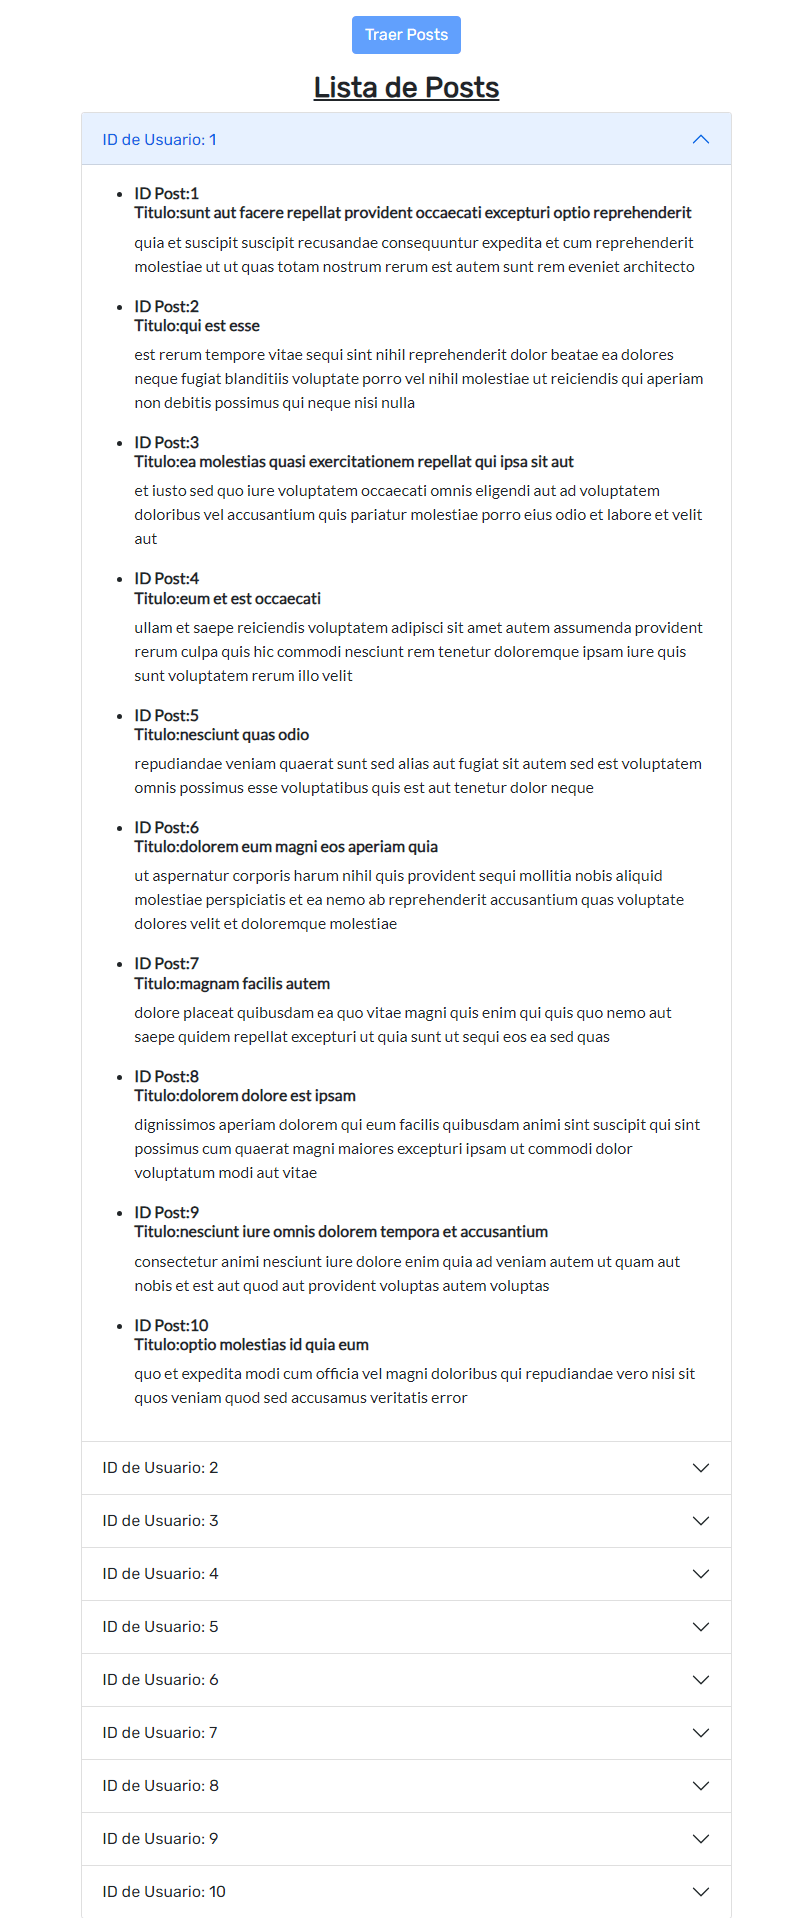 Traer Posts
Lista de Posts
ID de Usuario: 1
ID Post:1
Titulo:sunt aut facere repellat provident occaecati excepturi optio reprehenderit
quia et suscipit suscipit recusandae consequuntur expedita et cum reprehenderit
molestiae ut ut quas totam nostrum rerum est autem sunt rem eveniet architecto
ID Post:2
Titulo:qui est esse
est rerum tempore vitae sequi sint nihil reprehenderit dolor beatae ea dolores
neque fugiat blanditiis voluptate porro vel nihil molestiae ut reiciendis qui aperiam
non debitis possimus qui neque nisi nulla
ID Post:3
Titulo:ea molestias quasi exercitationem repellat qui ipsa sit aut
et iusto sed quo iure voluptatem occaecati omnis eligendi aut ad voluptatem
doloribus vel accusantium quis pariatur molestiae porro eius odio et labore et velit
aut
ID Post:4
Titulo:eum et est occaecati
ullam et saepe reiciendis voluptatem adipisci sit amet autem assumenda provident
rerum culpa quis hic commodi nesciunt rem tenetur doloremque ipsam iure quis
sunt voluptatem rerum illo velit
ID Post:5
Titulo:nesciunt quas odio
repudiandae veniam quaerat sunt sed alias aut fugiat sit autem sed est voluptatem
omnis possimus esse voluptatibus quis est aut tenetur dolor neque
ID Post:6
Titulo:dolorem eum magni eos aperiam quia
ut aspernatur corporis harum nihil quis provident sequi mollitia nobis aliquid
molestiae perspiciatis et ea nemo ab reprehenderit accusantium quas voluptate
dolores velit et doloremque molestiae
ID Post:7
Titulo:magnam facilis autem
dolore placeat quibusdam ea quo vitae magni quis enim qui quis quo nemo aut
saepe quidem repellat excepturi ut quia sunt ut sequi eos ea sed quas
ID Post:8
Titulo:dolorem dolore est ipsam
dignissimos aperiam dolorem qui eum facilis quibusdam animi sint suscipit qui sint
possimus cum quaerat magni maiores excepturi ipsam ut commodi dolor
voluptatum modi aut vitae
ID Post:9
Titulo:nesciunt iure omnis dolorem tempora et accusantium
consectetur animi nesciunt iure dolore enim quia ad veniam autem ut quam aut
nobis et est aut quod aut provident voluptas autem voluptas
ID Post:10
Titulo:optio molestias id quia eum
quo et expedita modi cum officia vel magni doloribus qui repudiandae vero nisi sit
quos veniam quod sed accusamus veritatis error
ID de Usuario: 2
ID de Usuario: 3
ID de Usuario: 4
ID de Usuario: 5
ID de Usuario: 6
ID de Usuario: 7
ID de Usuario: 8
ID de Usuario: 9
ID de Usuario: 10